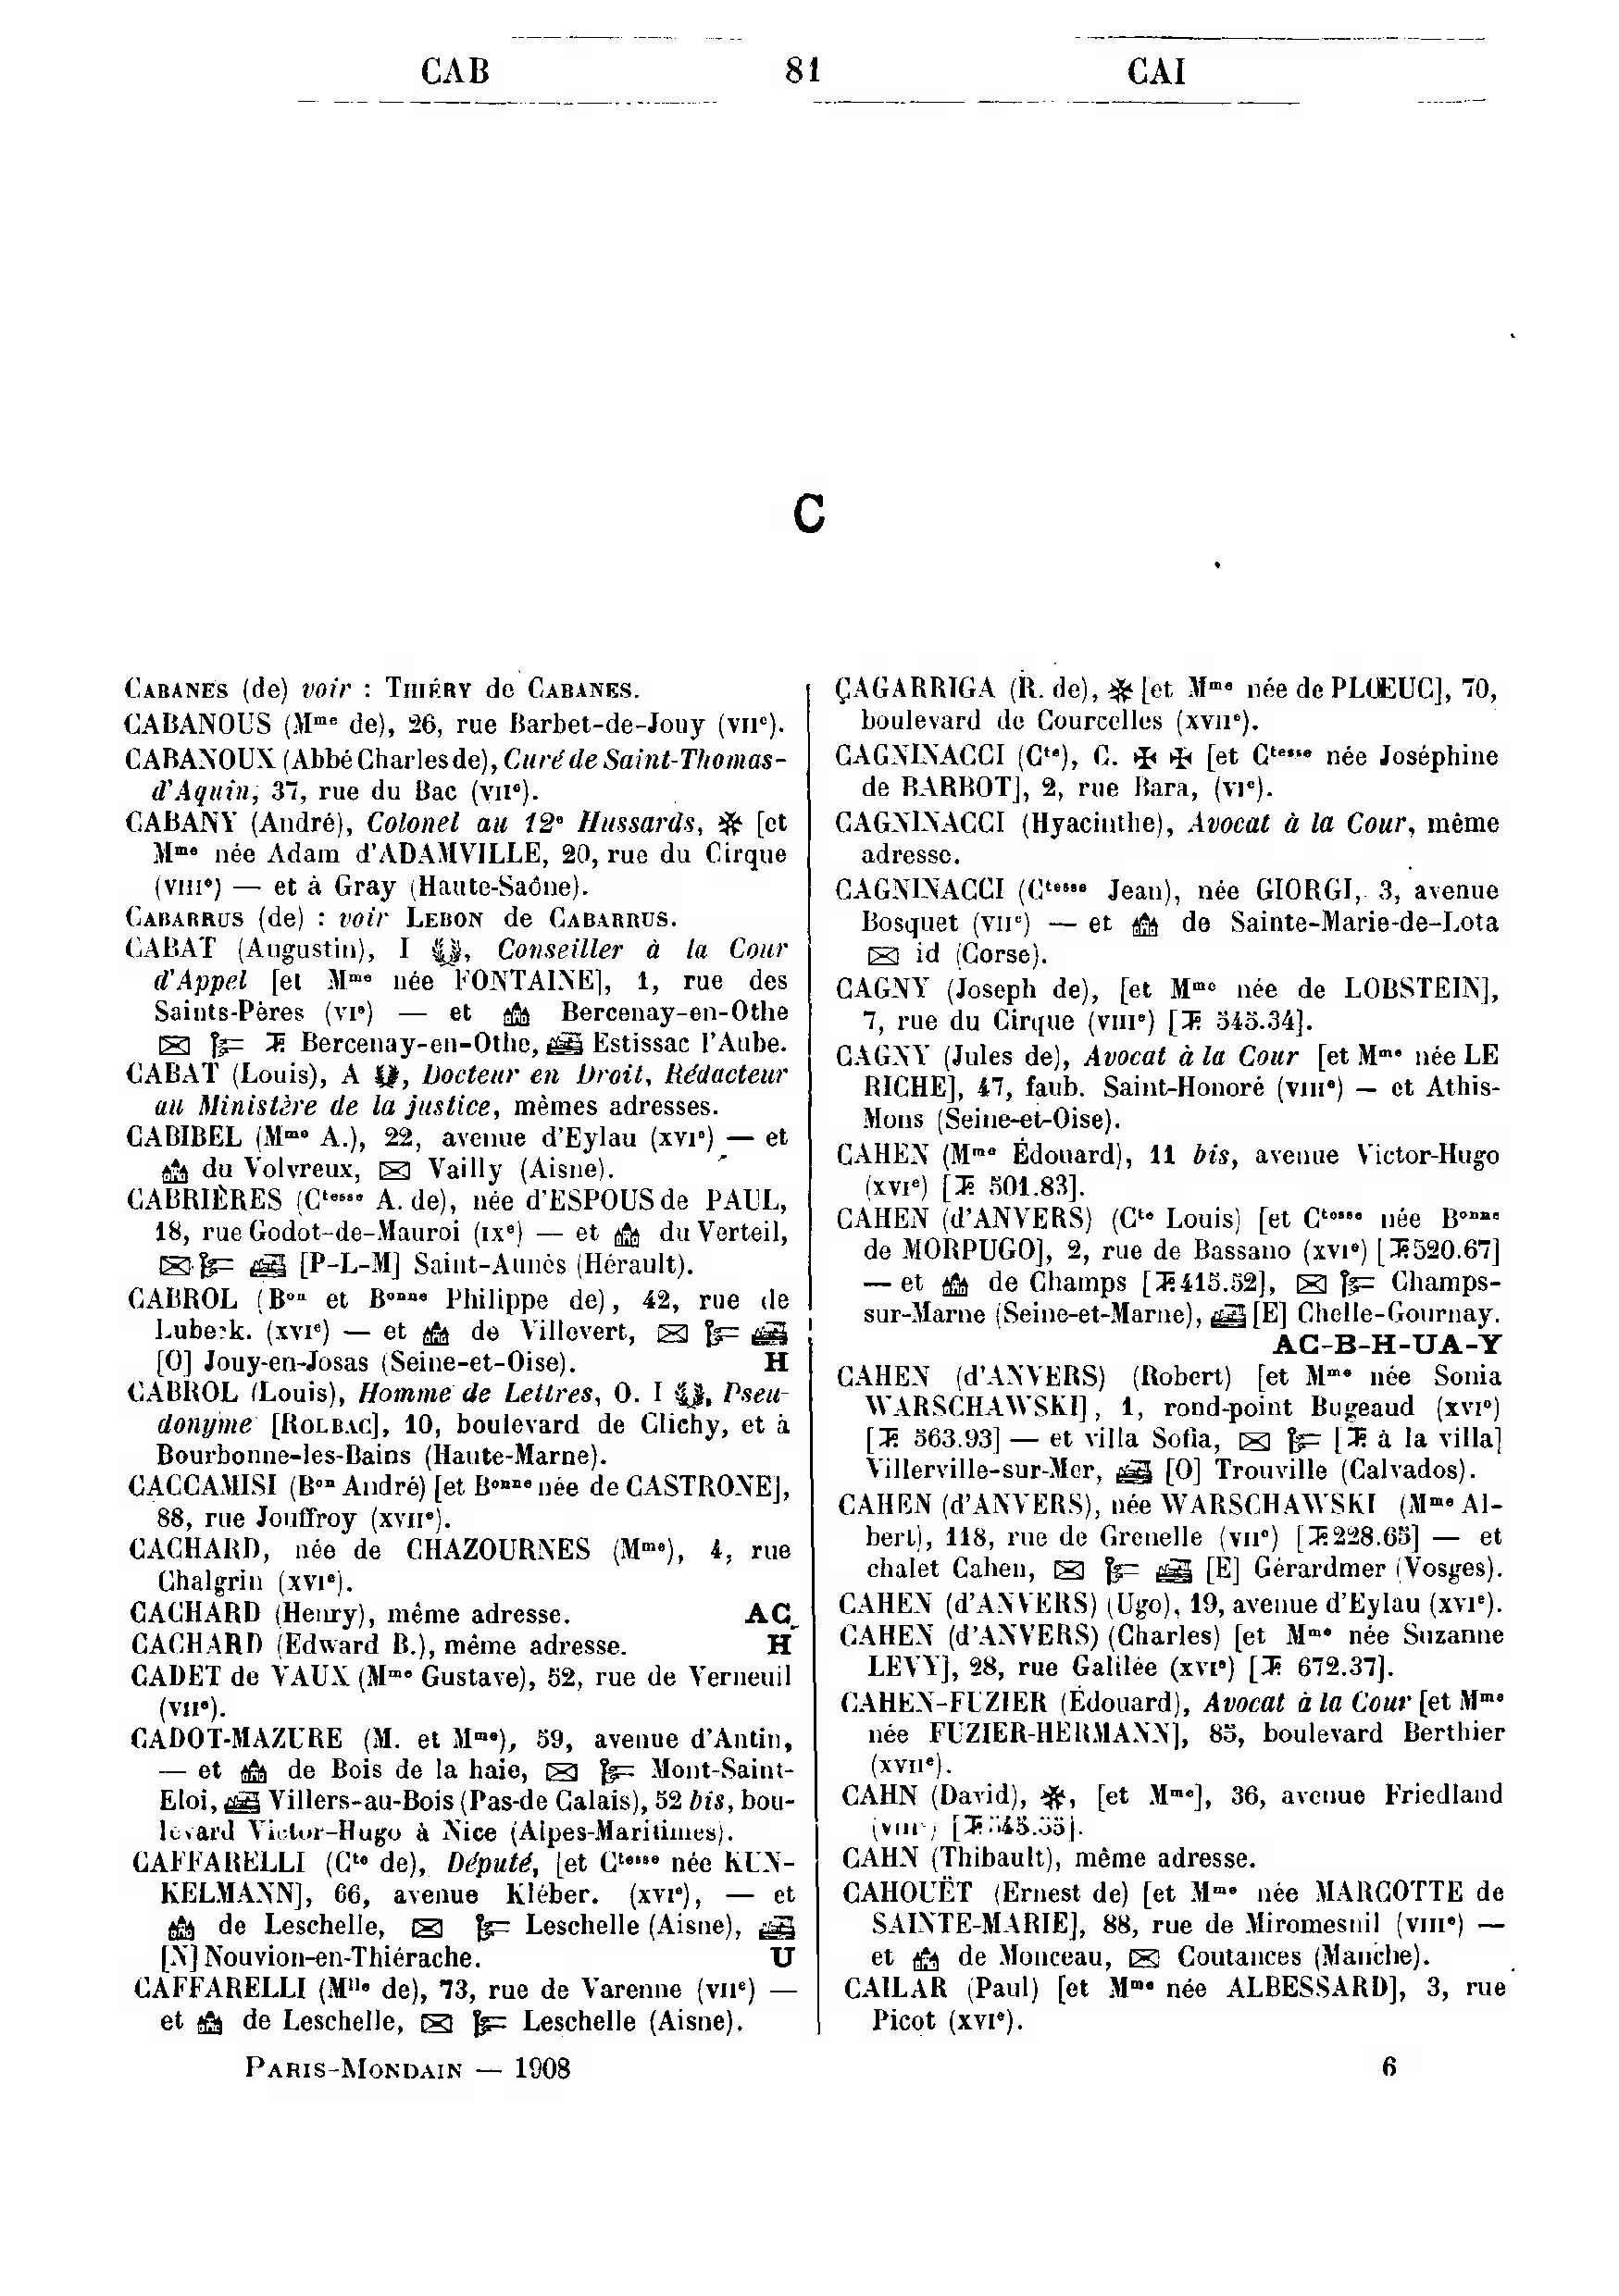 CAB 81 CAI
C
CABANES (de) voir : THIÉRY de CABANES.
CABANOUS (Mme de), 26, rue Barbet-de-Jouy (VIIe).
CABANOUX (Abbé Charles de), Curé de Saint-Thomas-
d'Aquin, 37, rue du Bac (VIIe).
CABANY (André), Colonel au 12e Hussards, ✻ [et
Mme née Adam d'ADAMVILLE, 20, rue du Cirque
(VIIIe) — et à Gray (Haute-Saône).
CABARRUS (de) : voir LEBON de CABARRUS.
CABAT (Augustin), I, Conseiller à la Cour
d'Appel [et Mme née FONTAINE], 1, rue des
Saints-Pères (VIe) — et Bercenay-en-Othe
Bercenay-en-Othe, Estissac l'Aube.
CABAT (Louis), A, Docteur en Droit, Rédacteur
au Ministère de la justice, mêmes adresses.
CABIBEL (Mme A.), 22, avenue d'Eylau (XVIe) — et
du Volvreux, Vailly (Aisne).
CABRIÈRES (Ctesse A. de), née d'ESPOUS de PAUL,
18, rue Godot-de-Mauroi (IXe) — et du Verteil,
[P-L-M] Saint-Aunès (Hérault).
CABROL (Bon et Bonne Philippe de), 42, rue de
Lubeck. (XVIe) — et de Villevert,
[O] Jouy-en-Josas (Seine-et-Oise). H
CABROL (Louis), Homme de Lettres, O. I, Pseu-
donyme [ROLBAC], 10, boulevard de Clichy, et à
Bourbonne-les-Bains (Haute-Marne).
CACCAMISI (Bon André) [et Bonne née de CASTRONE],
88, rue Jouffroy (XVIIe).
CACHARD, née de CHAZOURNES (Mme), 4, rue
Chalgrin (XVIe).
CACHARD (Henry), même adresse. AC
CACHARD (Edward B.), même adresse. H
CADET de VAUX (Mme Gustave), 52, rue de Verneuil
(VIIe).
CADOT-MAZURE (M. et Mme), 59, avenue d'Antin,
— et de Bois de la haie, Mont-Saint-
Eloi, Villers-au-Bois (Pas-de Calais), 52 bis, bou-
levard Victor-Hugo à Nice (Alpes-Maritimes).
CAFFARELLI (Cte de), Député, [et Ctesse née KUN-
KELMANN], 66, avenue Kléber. (XVIe), — et
de Leschelle, Leschelle (Aisne),
[N] Nouvion-en-Thiérache. U
CAFFARELLI (Mlle de), 73, rue de Varenne (VIIe) —
et de Leschelle, Leschelle (Aisne).
ÇAGARRIGA (R. de), ✻ [et Mme née de PLŒUC], 70,
boulevard de Courcelles (XVIIe).
CAGNINACCI (Cte), C. ✠ ✠ [et Ctesse née Joséphine
de BARBOT], 2, rue Bara, (VIe).
CAGNINACCI (Hyacinthe), Avocat à la Cour, même
adresse.
CAGNINACCI (Ctesse Jean), née GIORGI, 3, avenue
Bosquet (VIIe) — et de Sainte-Marie-de-Lota
id (Corse).
CAGNY (Joseph de), [et Mme née de LOBSTEIN],
7, rue du Cirque (VIIIe) [545.34].
CAGNY (Jules de), Avocat à la Cour [et Mme née LE
RICHE], 47, faub. Saint-Honoré (VIIIe) — et Athis-
Mons (Seine-et-Oise).
CAHEN (Mme Édouard), 11 bis, avenue Victor-Hugo
(XVIe) [501.83].
CAHEN (d'ANVERS) (Cte Louis) [et Ctesse née Bonne
de MORPUGO], 2, rue de Bassano (XVIe) [520.67]
— et de Champs [415.52], Champs-
sur-Marne (Seine-et-Marne), [E] Chelle-Gournay.
AC-B-H-UA-Y
CAHEN (d'ANVERS) (Robert) [et Mme née Sonia
WARSCHAWSKI], 1, rond-point Bugeaud (XVIe)
[563.93] — et villa Sofia, [à la villa]
Villerville-sur-Mer, [O] Trouville (Calvados).
CAHEN (d'ANVERS), née WARSCHAWSKI (Mme Al-
bert), 118, rue de Grenelle (VIIe) [228.65] — et
chalet Cahen, [E] Gérardmer (Vosges).
CAHEN (d'ANVERS) (Ugo), 19, avenue d'Eylau (XVIe).
CAHEN (d'ANVERS) (Charles) [et Mme née Suzanne
LEVY], 28, rue Galilée (XVIe) [672.37].
CAHEN-FUZIER (Édouard), Avocat à la Cour [et Mme
née FUZIER-HERMANN], 85, boulevard Berthier
(XVIIe).
CAHN (David), ✻, [et Mme], 36, avenue Friedland
(VIIIe)
CAHN (Thibault), même adresse.
CAHOUËT (Ernest de) [et Mme née MARCOTTE de
SAINTE-MARIE], 88, rue de Miromesnil (VIIIe) —
et de Monceau, Coutances (Manche).
CAILAR (Paul) [et Mme née ALBESSARD], 3, rue
Picot (XVIe).
PARIS-MONDAIN — 1908 6